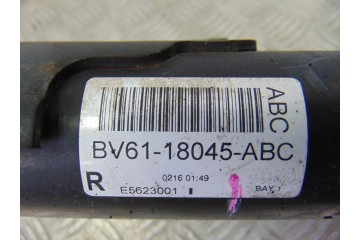 ABC
BV61-18045-ABC
R
0216 01:49
E5623001
BAY 1